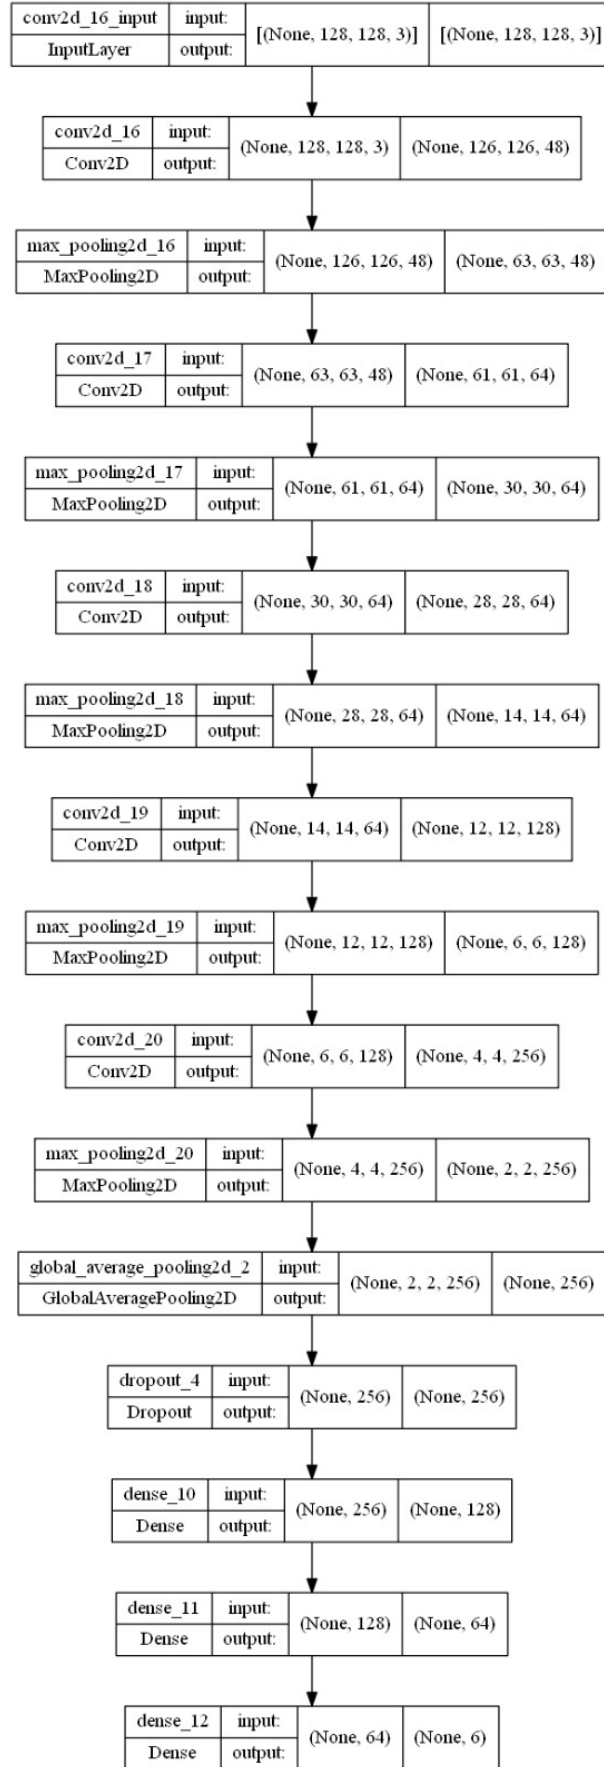 conv2d_16_input input: [(None, 128, 128, 3)] [(None, 128, 128, 3)]
InputLayer output:
conv2d_16 input: (None, 128, 128, 3) (None, 126, 126, 48)
Conv2D output:
max_pooling2d_16 input: (None, 126, 126, 48) (None, 63, 63, 48)
MaxPooling2D output:
conv2d_17 input: (None, 63, 63, 48) (None, 61, 61, 64)
Conv2D output:
max_pooling2d_17 input: (None, 61, 61, 64) (None, 30, 30, 64)
MaxPooling2D output:
conv2d_18 input: (None, 30, 30, 64) (None, 28, 28, 64)
Conv2D output:
max_pooling2d_18 input: (None, 28, 28, 64) (None, 14, 14, 64)
MaxPooling2D output:
conv2d_19 input: (None, 14, 14, 64) (None, 12, 12, 128)
Conv2D output:
max_pooling2d_19 input: (None, 12, 12, 128) (None, 6, 6, 128)
MaxPooling2D output:
conv2d_20 input: (None, 6, 6, 128) (None, 4, 4, 256)
Conv2D output:
max_pooling2d_20 input: (None, 4, 4, 256) (None, 2, 2, 256)
MaxPooling2D output:
global_average_pooling2d_2 input: (None, 2, 2, 256) (None, 256)
GlobalAveragePooling2D output:
dropout_4 input: (None, 256) (None, 256)
Dropout output:
dense_10 input: (None, 256) (None, 128)
Dense output:
dense_11 input: (None, 128) (None, 64)
Dense output:
dense_12 input: (None, 64) (None, 6)
Dense output: